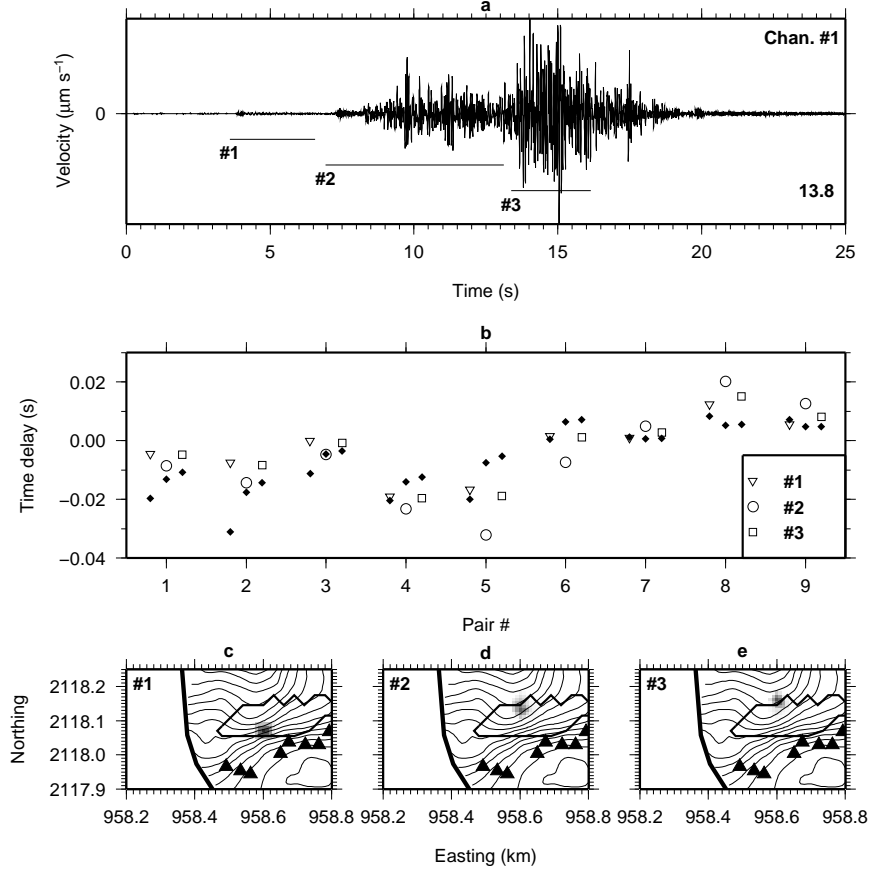 a
Chan. #1
Velocity (μm s⁻¹)
0
#1
#2
#3
13.8
0 5 10 15 20 25
Time (s)
b
Time delay (s)
0.02
0.00
−0.02
−0.04
#1
#2
#3
1 2 3 4 5 6 7 8 9
Pair #
c d e
Northing
2118.2
2118.1
2118.0
2117.9
#1 #2 #3
958.2 958.4 958.6 958.8 958.2 958.4 958.6 958.8 958.2 958.4 958.6 958.8
Easting (km)